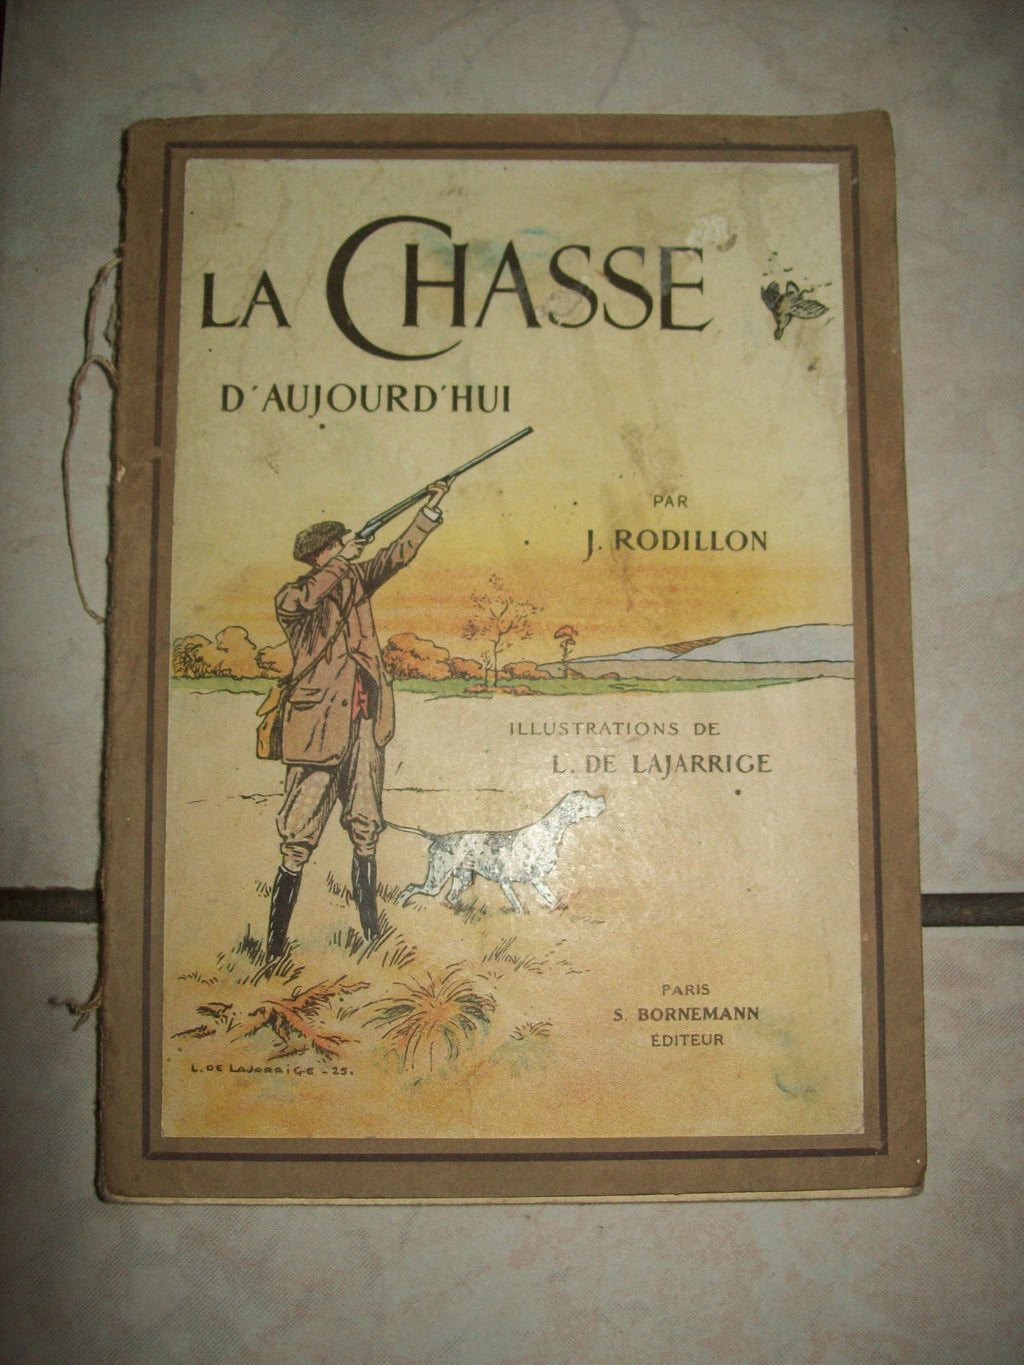 LA CHASSE
D'AUJOURD'HUI
PAR
J. RODILLON
ILLUSTRATIONS DE
L. DE LAJARRIGE
PARIS
S. BORNEMANN
ÉDITEUR
L. DE LAJARRIGE - 25.